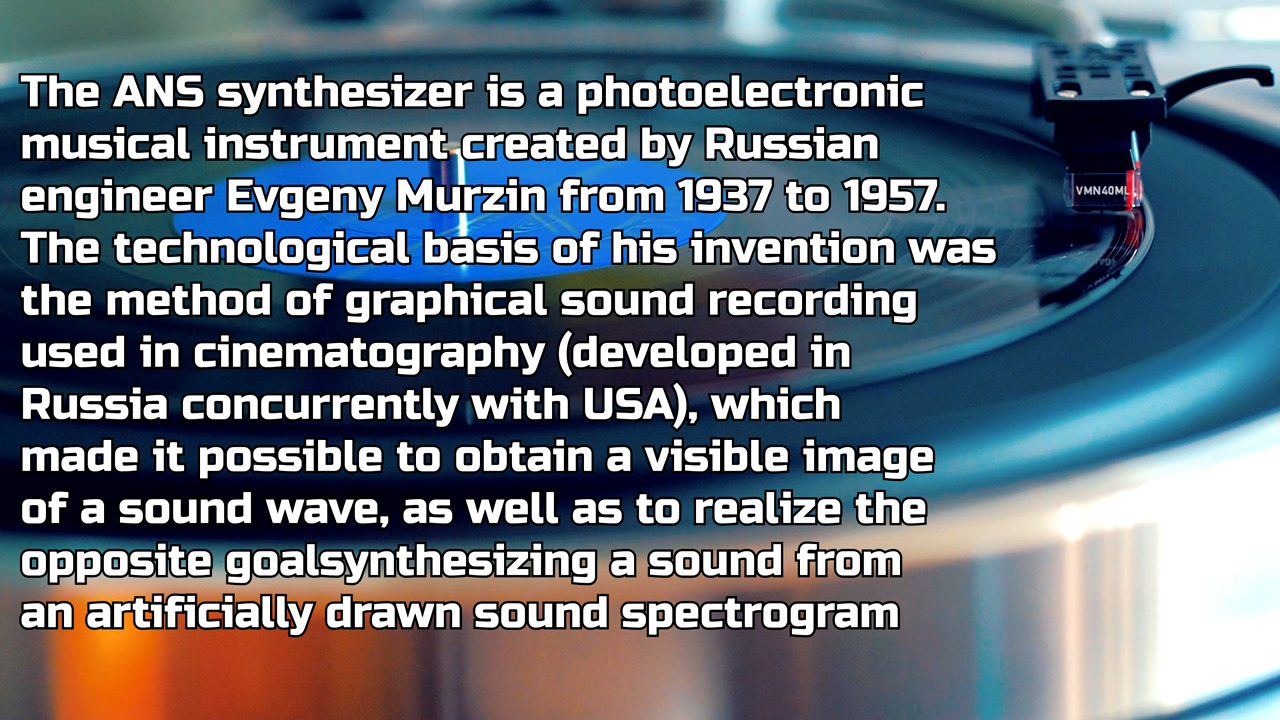 The ANS synthesizer is a photoelectronic
musical instrument created by Russian
engineer Evgeny Murzin from 1937 to 1957.
The technological basis of his invention was
the method of graphical sound recording
used in cinematography (developed in
Russia concurrently with USA), which
made it possible to obtain a visible image
of a sound wave, as well as to realize the
opposite goalsynthesizing a sound from
an artificially drawn sound spectrogram
VMN40ML